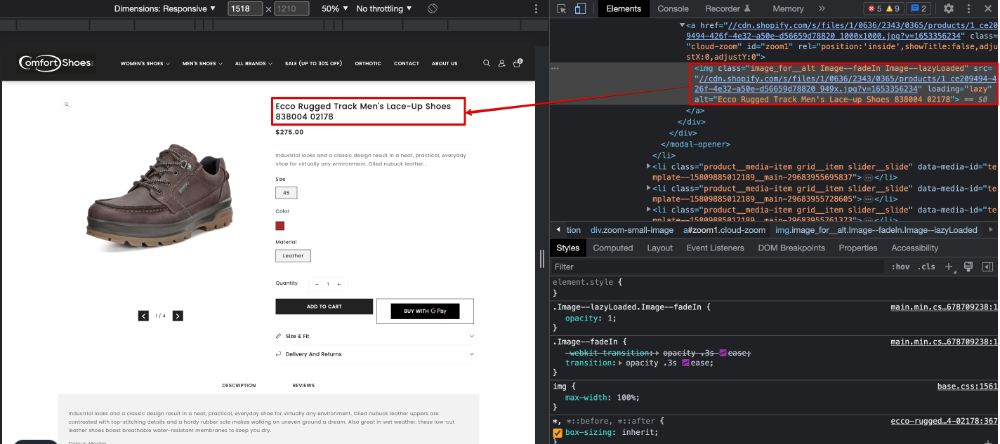 Dimensions: Responsive ▼ 1518 × 1210 50% ▼ No throttling ▼
ComfortShoes
WOMEN'S SHOES MEN'S SHOES ALL BRANDS SALE (UP TO 30% OFF) ORTHOTIC CONTACT ABOUT US 0
Ecco Rugged Track Men's Lace-Up Shoes
838004 02178
$275.00
Industrial looks and a classic design result in a neat, practical, everyday
shoe for virtually any environment. Oiled nubuck leather...
Size
45
Color
Material
Leather
Quantity − 1 +
ADD TO CART BUY WITH G Pay
1 / 4
Size & Fit
Delivery And Returns
DESCRIPTION REVIEWS
Industrial looks and a classic design result in a neat, practical, everyday shoe for virtually any environment. Oiled nubuck leather uppers are
contrasted with top-stitching details and a hardy rubber sole makes walking on uneven ground a dream. Also great in wet weather, these low-cut
leather shoes boast breathable water-resistant membranes to keep you dry.
Colour: Mocha
Elements Console Recorder Memory » 5 9 2
<a href="//cdn.shopify.com/s/files/1/0636/2343/0365/products/1_ce20
9494-426f-4e32-a50e-d56659d78820_1000x1000.jpg?v=1653356234" class=
"cloud-zoom" id="zoom1" rel="position:'inside',showTitle:false,adju
stX:0,adjustY:0">
<img class="image_for__alt Image--fadeIn Image--lazyLoaded" src=
"//cdn.shopify.com/s/files/1/0636/2343/0365/products/1_ce209494-4
26f-4e32-a50e-d56659d78820_949x.jpg?v=1653356234" loading="lazy"
alt="Ecco Rugged Track Men's Lace-up Shoes 838004 02178"> == $0
</a>
</div>
</div>
</modal-opener>
</li>
<li class="product__media-item grid__item slider__slide" data-media-id="te
mplate--15809885012189__main-29683955695837">…</li>
<li class="product__media-item grid__item slider__slide" data-media-id="te
mplate--15809885012189__main-29683955728605">…</li>
<li class="product__media-item grid__item slider__slide" data-media-id="te
mplate--15809885012189__main-29683955761373">…</li>
tion div.zoom-small-image a#zoom1.cloud-zoom img.image_for__alt.Image--fadeIn.Image--lazyLoaded
Styles Computed Layout Event Listeners DOM Breakpoints Properties Accessibility
Filter :hov .cls +
element.style {
}
.Image--lazyLoaded.Image--fadeIn { main.min.cs…678709238:1
opacity: 1;
}
.Image--fadeIn { main.min.cs…678709238:1
-webkit-transition: opacity .3s ease;
transition: opacity .3s ease;
}
img { base.css:1561
max-width: 100%;
}
*, *::before, *::after { ecco-rugged…4-02178:367
box-sizing: inherit;
}